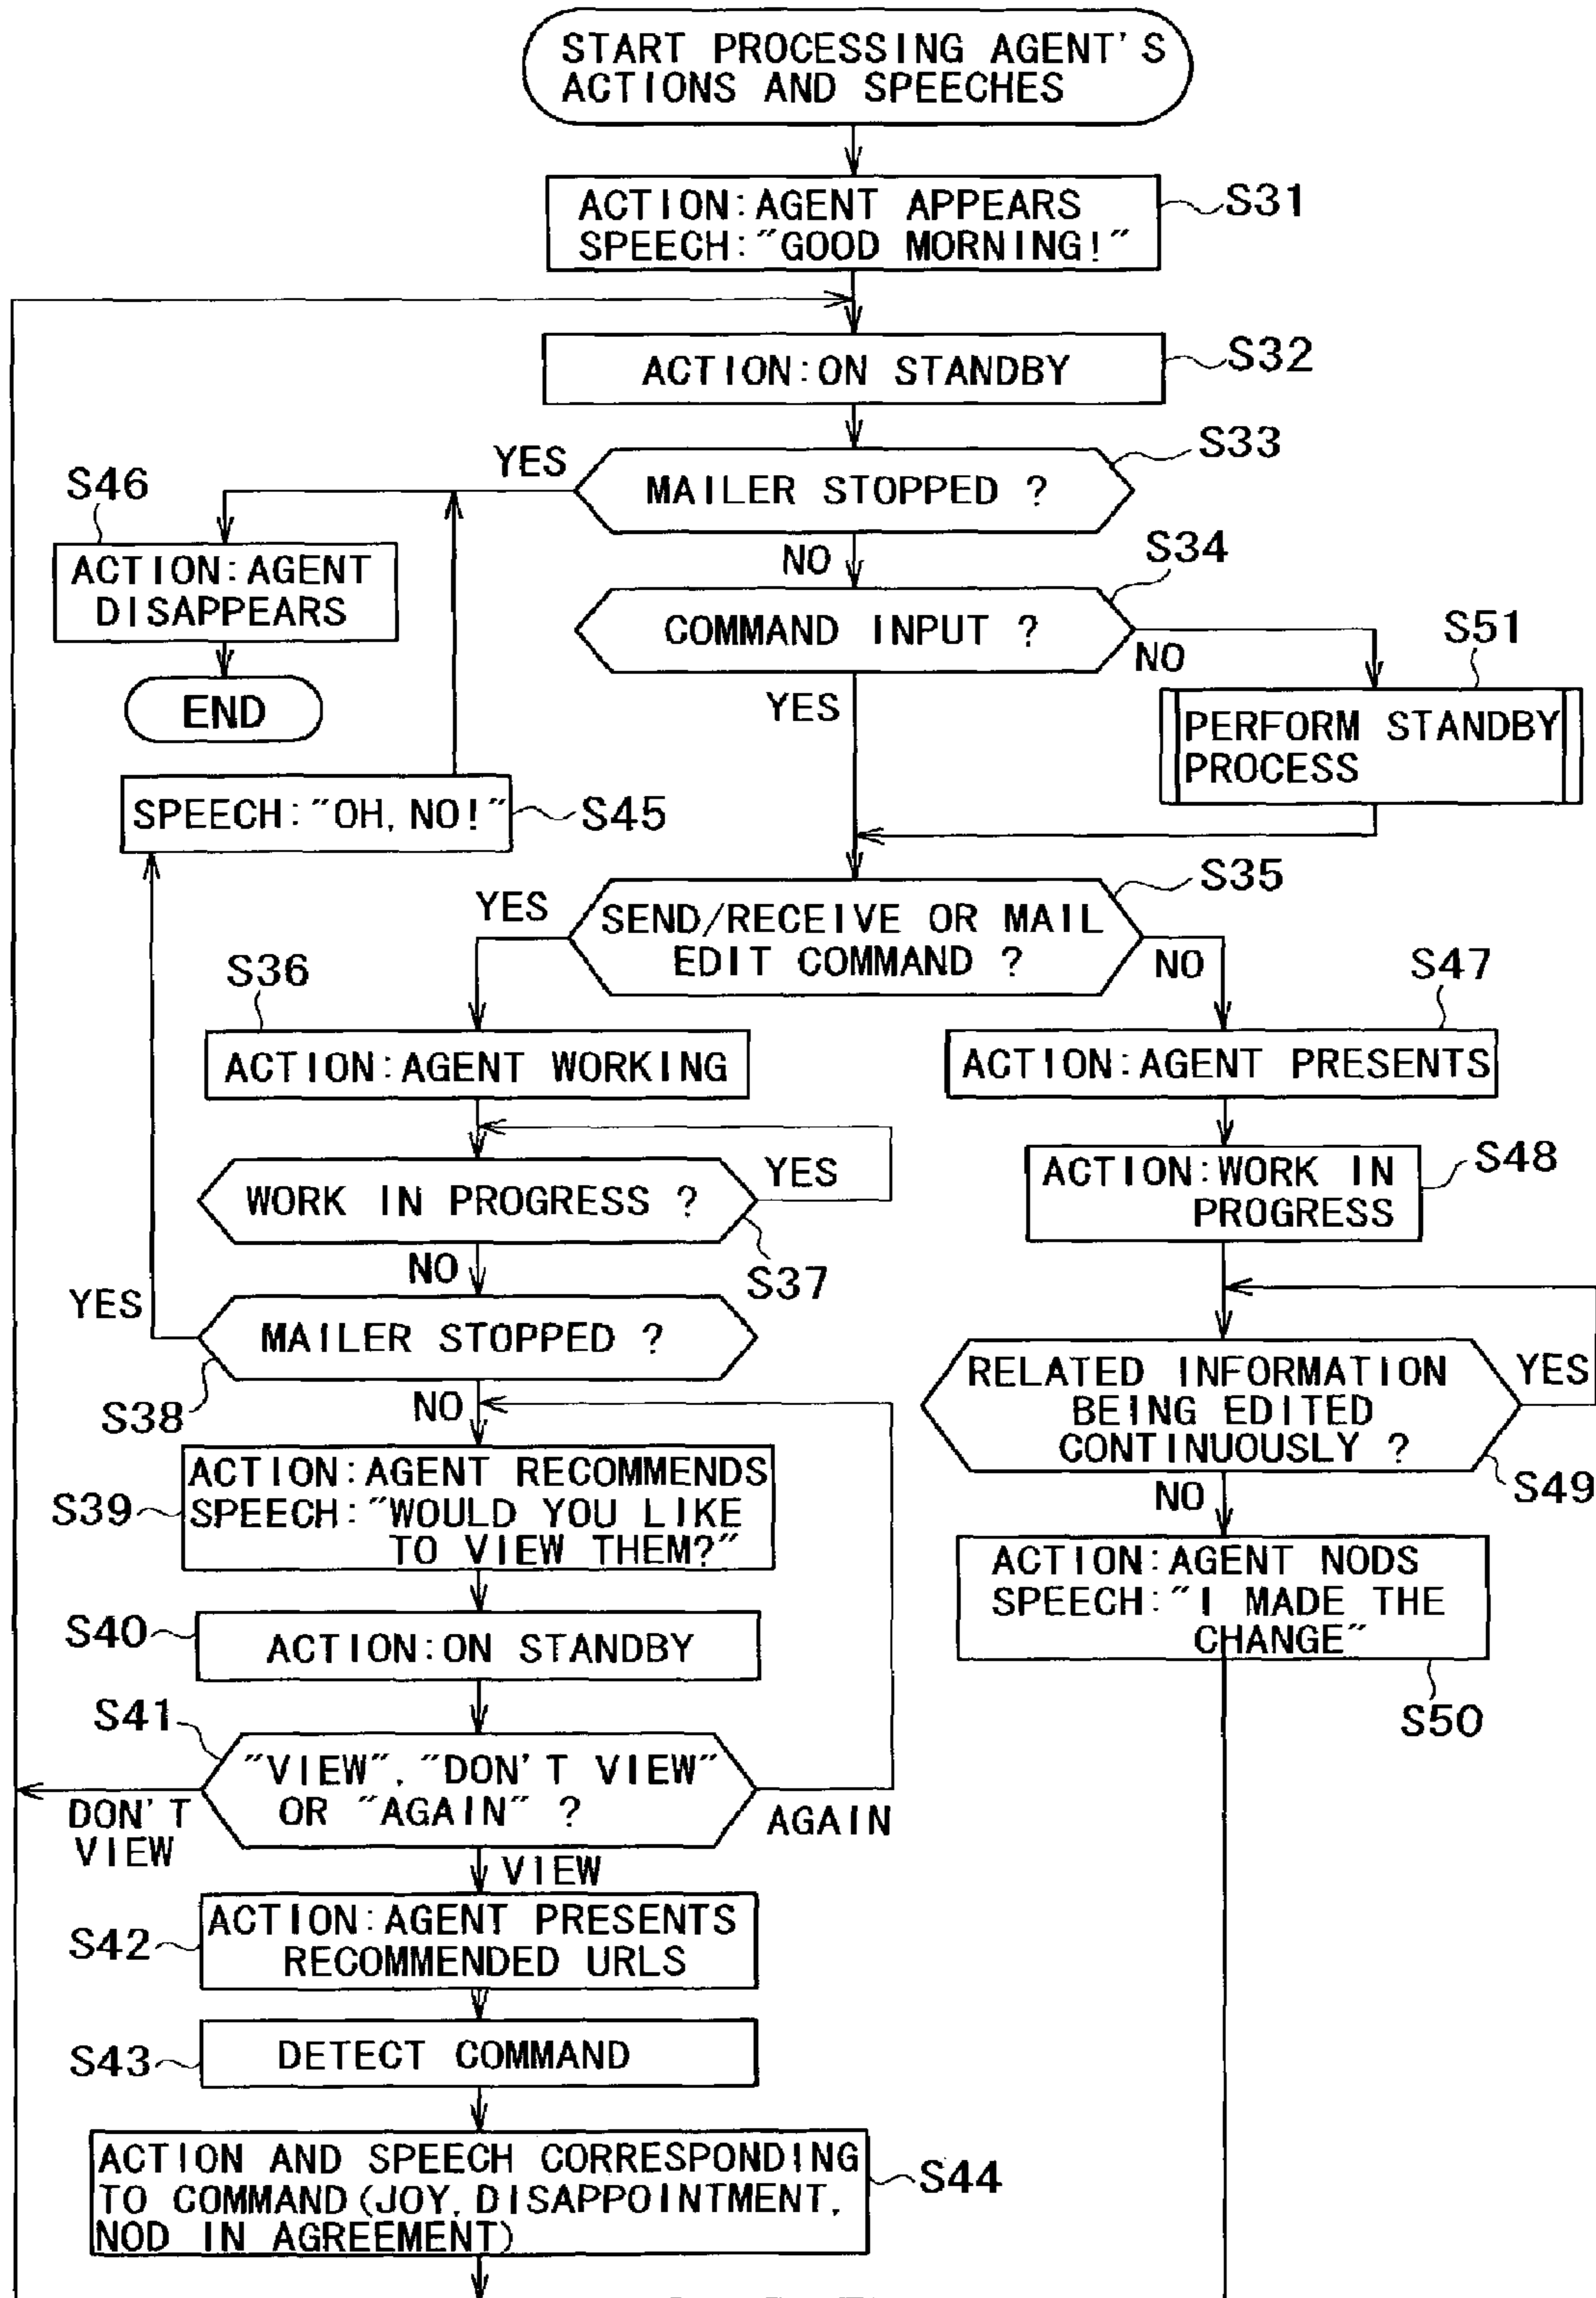 START PROCESSING AGENT'S
ACTIONS AND SPEECHES
ACTION:AGENT APPEARS
SPEECH:"GOOD MORNING!"
S31
ACTION:ON STANDBY
S32
MAILER STOPPED ?
S33
YES
NO
S46
ACTION:AGENT
DISAPPEARS
END
COMMAND INPUT ?
S34
NO
YES
S51
PERFORM STANDBY
PROCESS
SPEECH:"OH, NO!"
S45
SEND/RECEIVE OR MAIL
EDIT COMMAND ?
S35
YES
NO
S36
ACTION:AGENT WORKING
WORK IN PROGRESS ?
YES
S37
NO
MAILER STOPPED ?
YES
S38
NO
ACTION:AGENT RECOMMENDS
SPEECH:"WOULD YOU LIKE
TO VIEW THEM?"
S39
S40
ACTION:ON STANDBY
S41
"VIEW", "DON'T VIEW"
OR "AGAIN" ?
DON'T
VIEW
AGAIN
VIEW
S42
ACTION:AGENT PRESENTS
RECOMMENDED URLS
S43
DETECT COMMAND
ACTION AND SPEECH CORRESPONDING
TO COMMAND(JOY, DISAPPOINTMENT,
NOD IN AGREEMENT)
S44
S47
ACTION:AGENT PRESENTS
ACTION:WORK IN
PROGRESS
S48
RELATED INFORMATION
BEING EDITED
CONTINUOUSLY ?
YES
S49
NO
ACTION:AGENT NODS
SPEECH:"I MADE THE
CHANGE"
S50